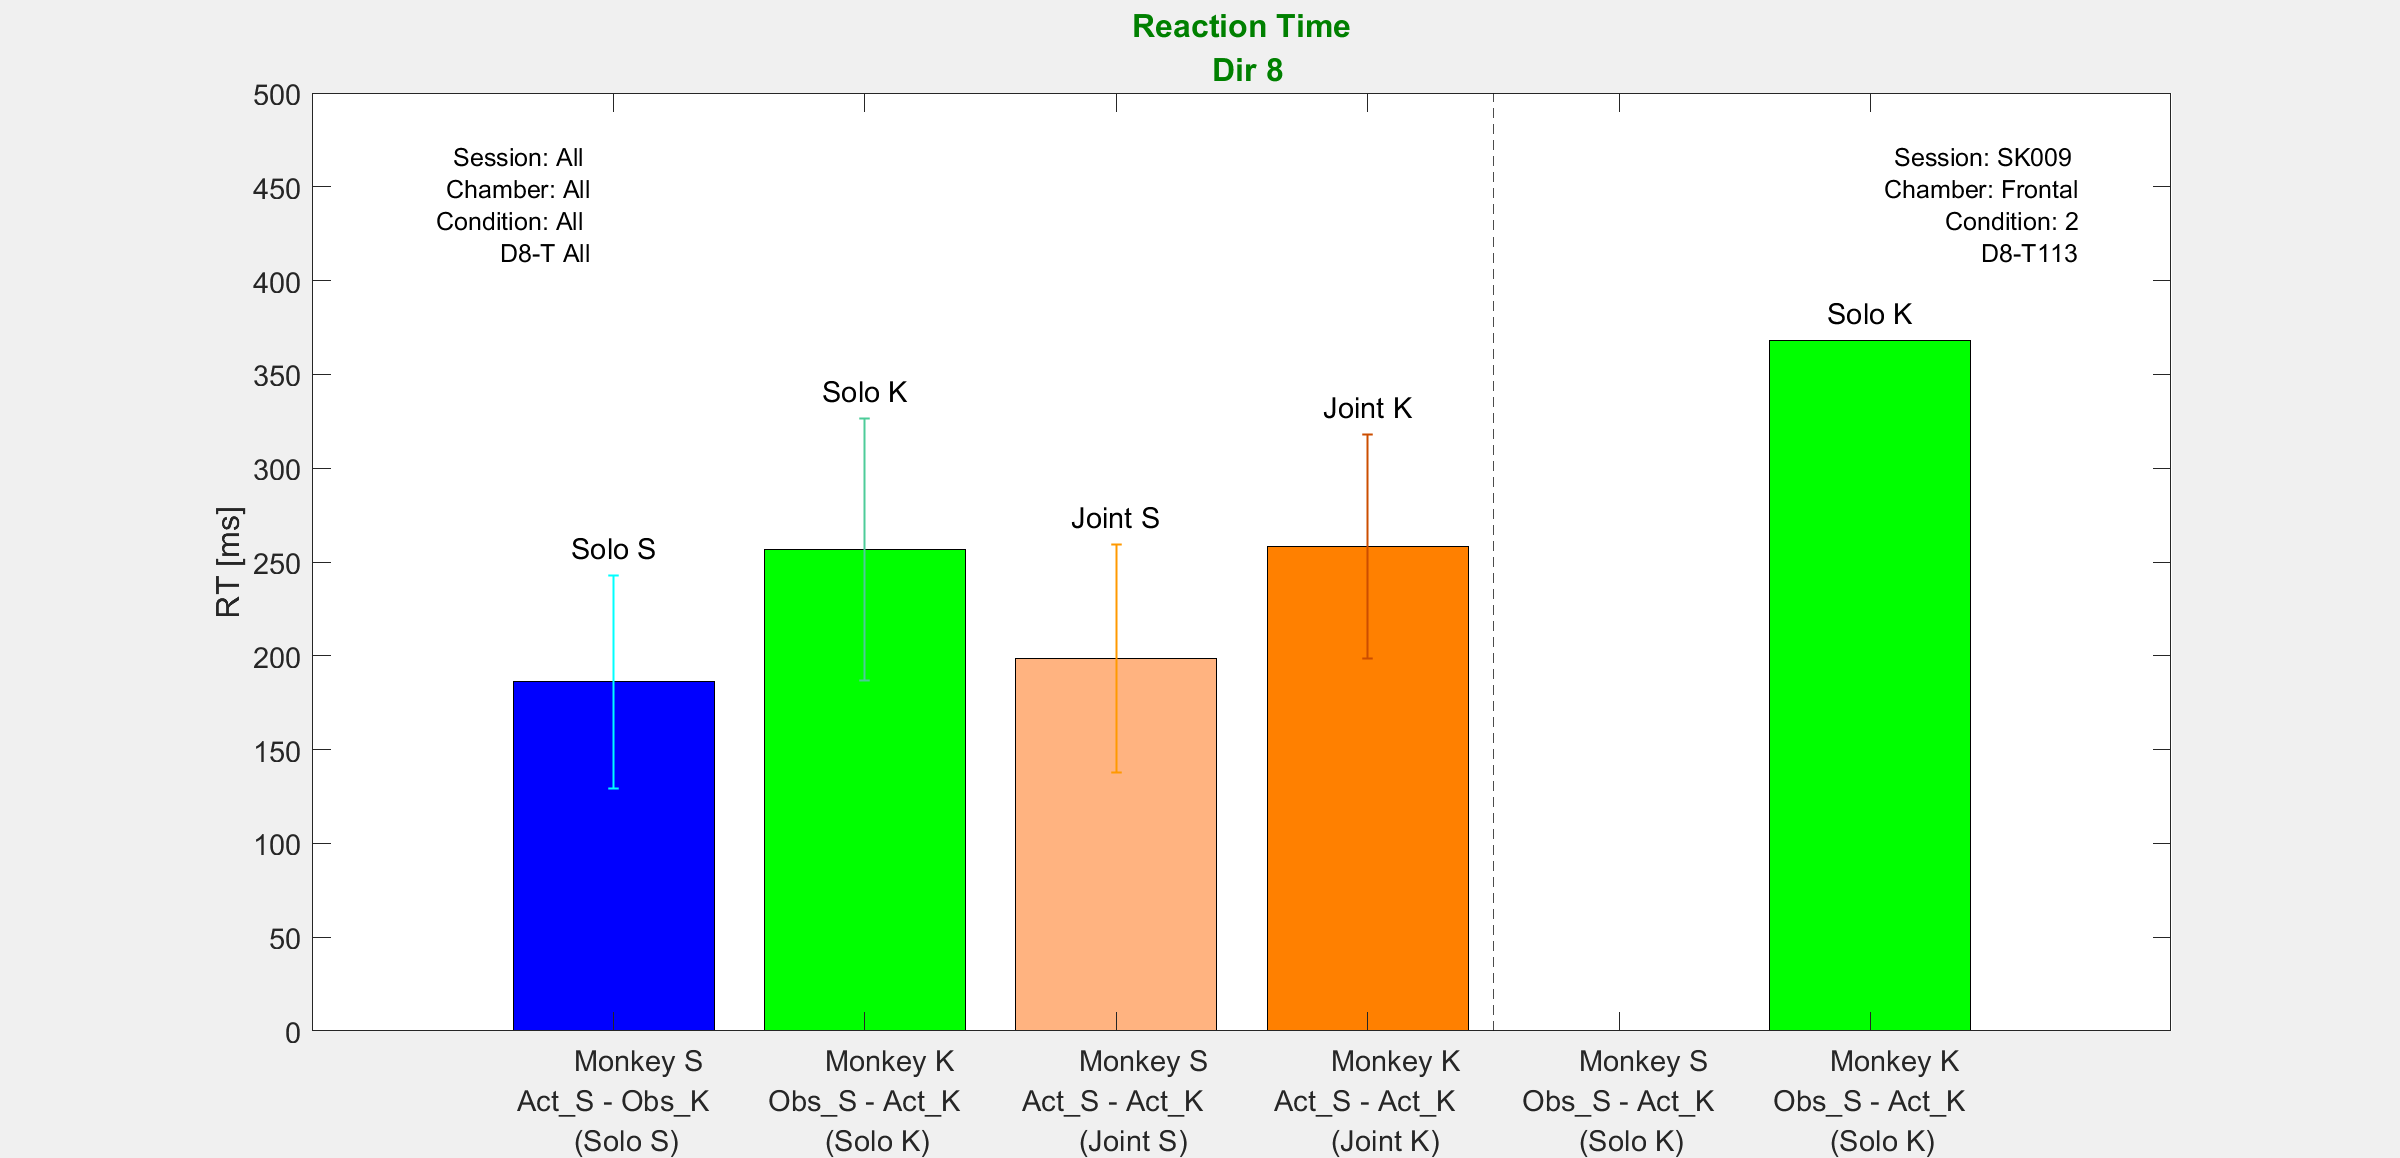 Reaction Time
Dir 8
500
450
400
350
300
250
200
150
100
50
0
RT [ms]
Session: All
Chamber: All
Condition: All
D8-T All
Session: SK009
Chamber: Frontal
Condition: 2
D8-T113
Solo S
Solo K
Joint S
Joint K
Solo K
Monkey S
Act_S - Obs_K
(Solo S)
Monkey K
Obs_S - Act_K
(Solo K)
Monkey S
Act_S - Act_K
(Joint S)
Monkey K
Act_S - Act_K
(Joint K)
Monkey S
Obs_S - Act_K
(Solo K)
Monkey K
Obs_S - Act_K
(Solo K)